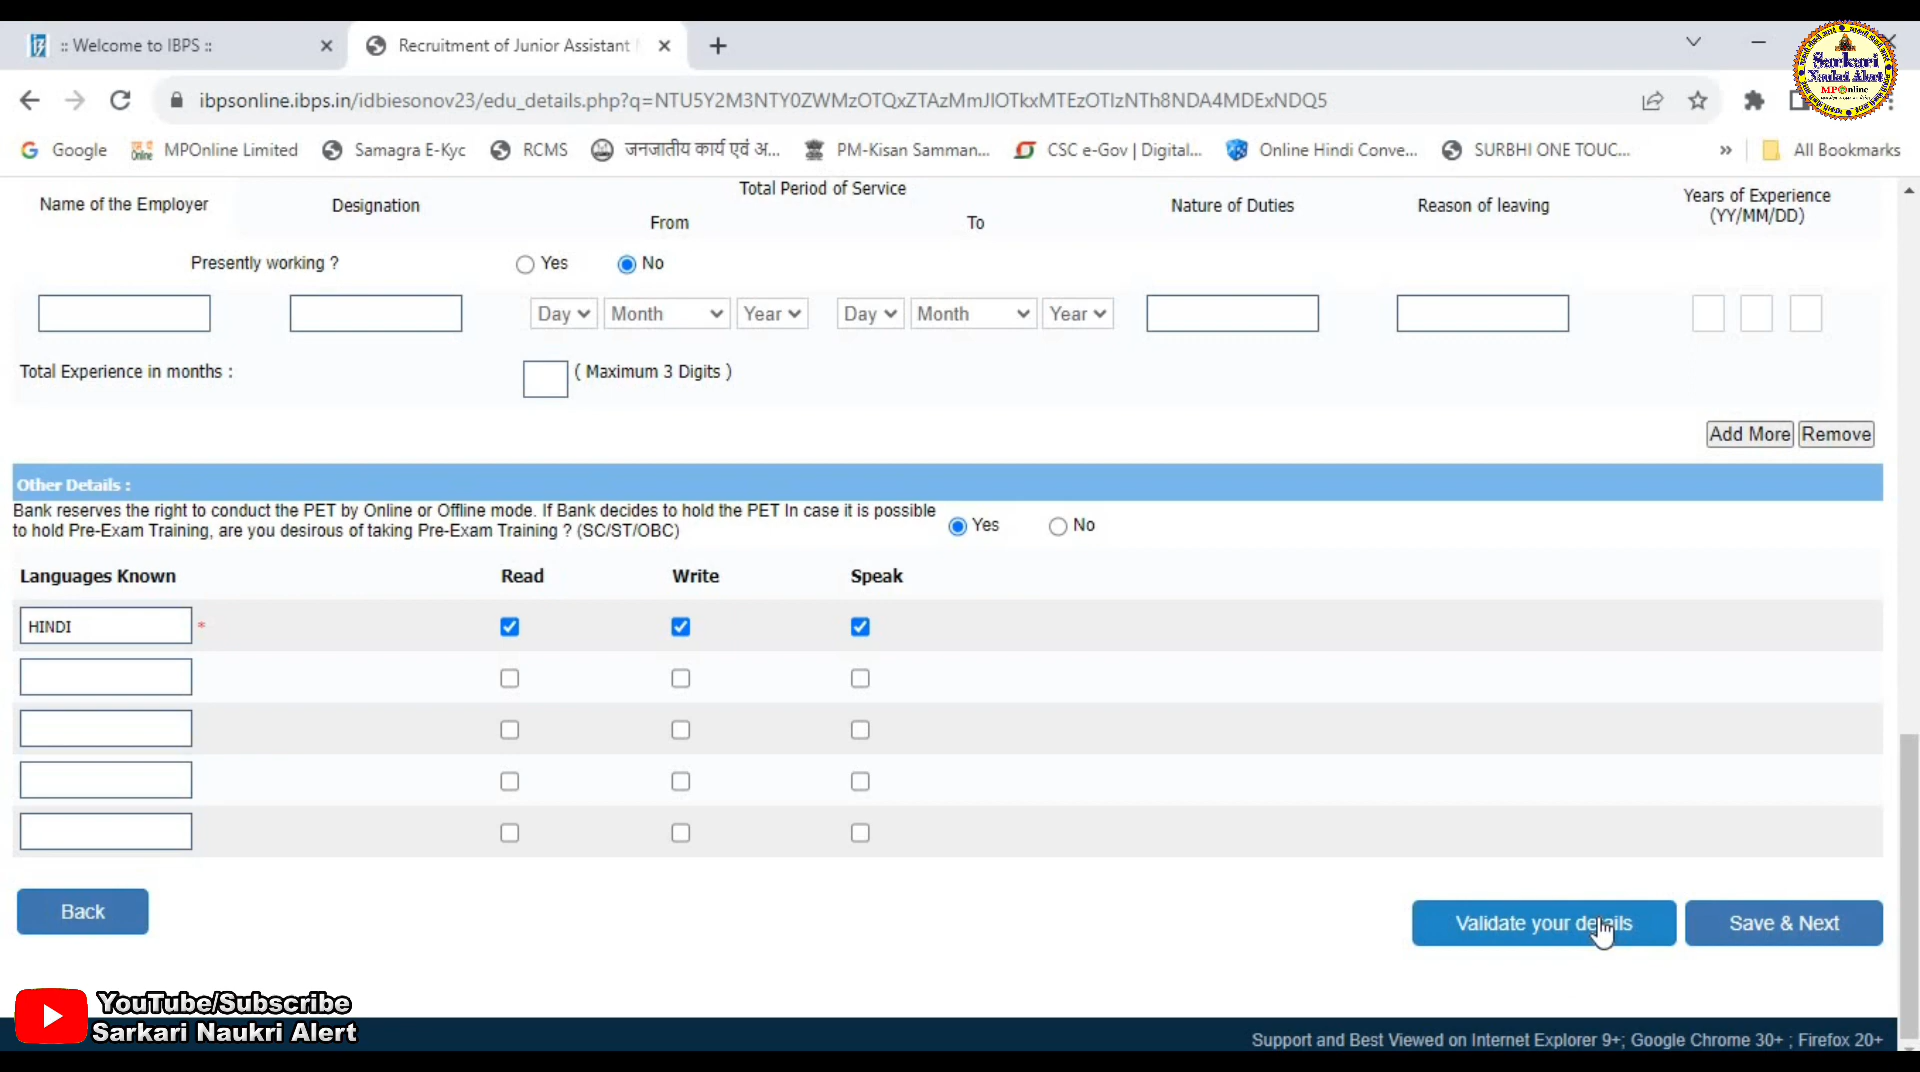 :: Welcome to IBPS ::
Recruitment of Junior Assistant
ibpsonline.ibps.in/idbiesonov23/edu_details.php?q=NTU5Y2M3NTY0ZWMzOTQxZTAzMmJlOTkxMTEzOTIzNTh8NDA4MDExNDQ5
Google MPOnline Limited Samagra E-Kyc RCMS जनजातीय कार्य एवं अ... PM-Kisan Samman... CSC e-Gov | Digital... Online Hindi Conve... SURBHI ONE TOUC... » All Bookmarks
Sarkari
Naukri Alert
MPOnline
Name of the Employer Designation Total Period of Service Nature of Duties Reason of leaving Years of Experience
(YY/MM/DD)
From To
Presently working ? Yes No
Day Month Year Day Month Year
Total Experience in months : ( Maximum 3 Digits )
Add More Remove
Other Details :
Bank reserves the right to conduct the PET by Online or Offline mode. If Bank decides to hold the PET In case it is possible
to hold Pre-Exam Training, are you desirous of taking Pre-Exam Training ? (SC/ST/OBC) Yes No
Languages Known Read Write Speak
HINDI *
Back Validate your details Save & Next
YouTube/Subscribe
Sarkari Naukri Alert
Support and Best Viewed on Internet Explorer 9+; Google Chrome 30+ ; Firefox 20+